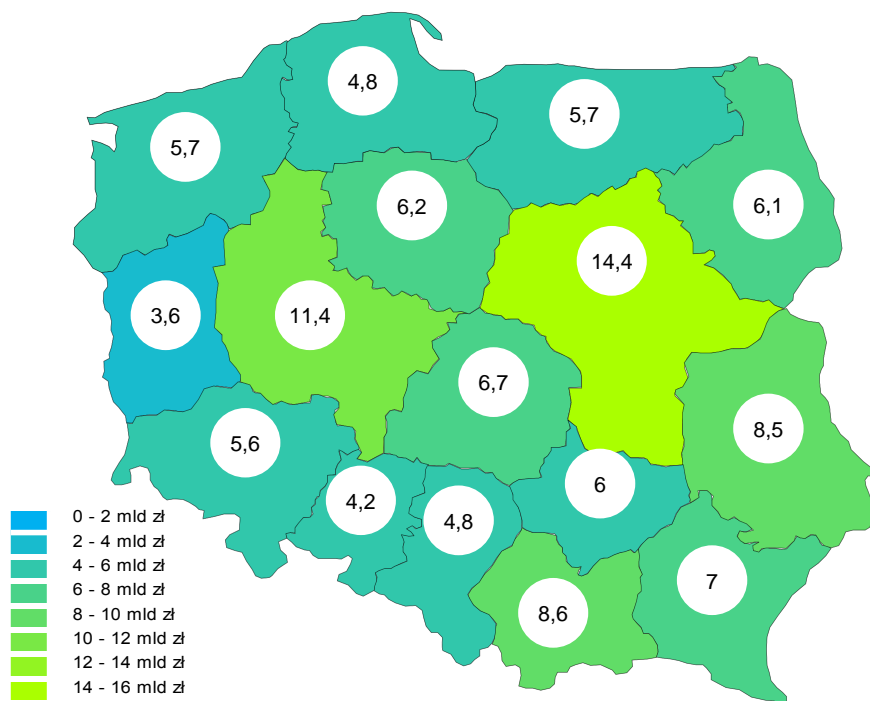 4,8
5,7
5,7
6,2
6,1
14,4
3,6
11,4
6,7
8,5
5,6
6
4,2
4,8
7
8,6
0 - 2 mld zł
2 - 4 mld zł
4 - 6 mld zł
6 - 8 mld zł
8 - 10 mld zł
10 - 12 mld zł
12 - 14 mld zł
14 - 16 mld zł